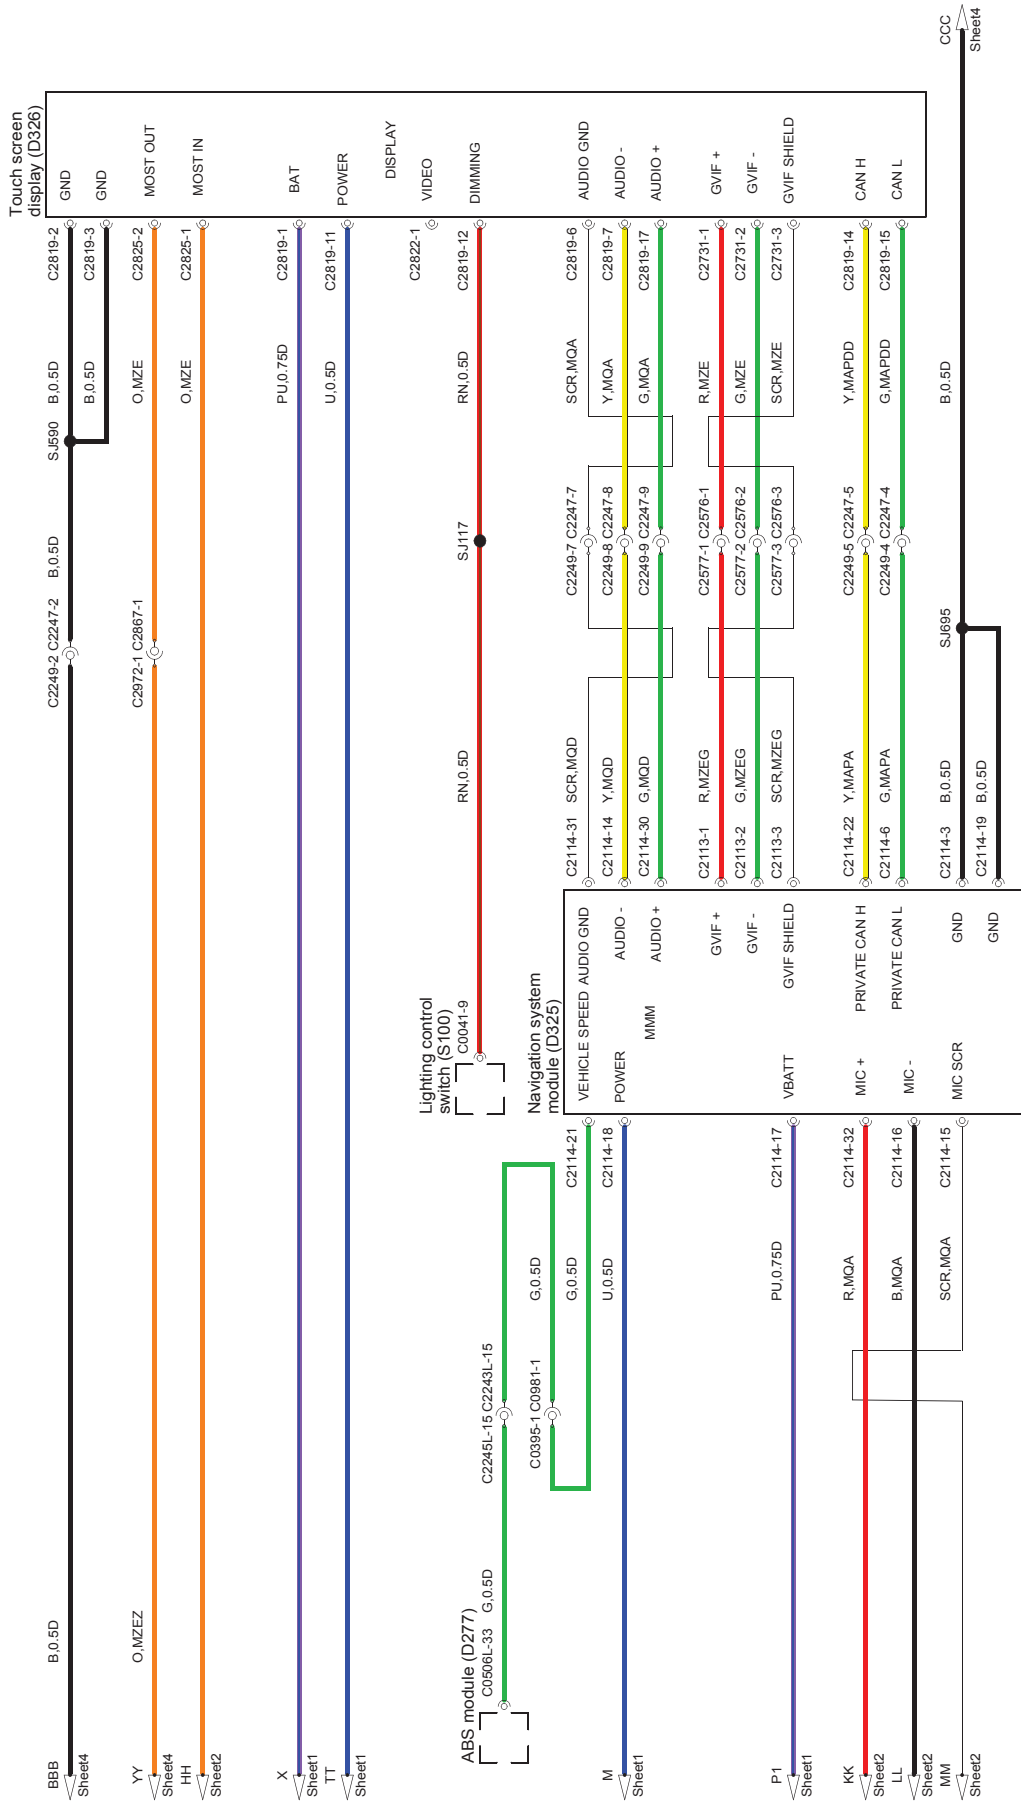 Touch screen
display (D326)
GND
GND
MOST OUT
MOST IN
BAT
POWER
DISPLAY
VIDEO
DIMMING
AUDIO GND
AUDIO -
AUDIO +
GVIF +
GVIF -
GVIF SHIELD
CAN H
CAN L
CCC
Sheet4
C2819-2
C2819-3
C2825-2
C2825-1
C2819-1
C2819-11
C2822-1
C2819-12
C2819-6
C2819-7
C2819-17
C2731-1
C2731-2
C2731-3
C2819-14
C2819-15
B,0.5D
B,0.5D
O,MZE
O,MZE
PU,0.75D
U,0.5D
RN,0.5D
SCR,MQA
Y,MQA
G,MQA
R,MZE
G,MZE
SCR,MZE
Y,MAPDD
G,MAPDD
B,0.5D
SJ590
B,0.5D
SJ117
C2249-7 C2247-7
C2249-8 C2247-8
C2249-9 C2247-9
C2577-1 C2576-1
C2577-2 C2576-2
C2577-3 C2576-3
C2249-5 C2247-5
C2249-4 C2247-4
C2249-2 C2247-2
C2972-1 C2867-1
SJ695
RN,0.5D
SCR,MQD
Y,MQD
G,MQD
R,MZEG
G,MZEG
SCR,MZEG
Y,MAPA
G,MAPA
B,0.5D
B,0.5D
C2114-31
C2114-14
C2114-30
C2113-1
C2113-2
C2113-3
C2114-22
C2114-6
C2114-3
C2114-19
Lighting control
switch (S100)
C0041-9
Navigation system
module (D325)
VEHICLE SPEED AUDIO GND
POWER
AUDIO -
MMM
AUDIO +
GVIF +
GVIF -
VBATT
GVIF SHIELD
MIC +
PRIVATE CAN H
MIC -
PRIVATE CAN L
MIC SCR
GND
GND
C2114-21
C2114-18
C2114-17
C2114-32
C2114-16
C2114-15
G,0.5D
G,0.5D
U,0.5D
PU,0.75D
R,MQA
B,MQA
SCR,MQA
C2245L-15 C2243L-15
C0395-1 C0981-1
B,0.5D
O,MZEZ
G,0.5D
ABS module (D277)
C0506L-33
BBB
Sheet4
YY
Sheet4
HH
Sheet2
X
Sheet1
TT
Sheet1
M
Sheet1
P1
Sheet1
KK
Sheet2
LL
Sheet2
MM
Sheet2